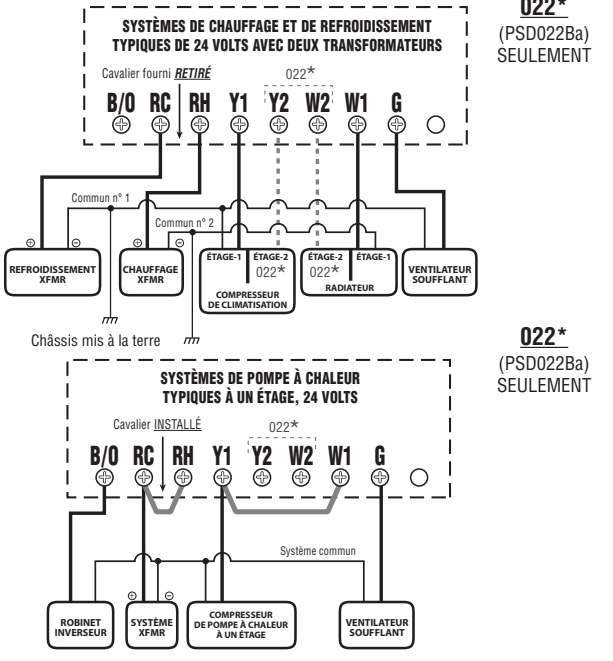 022*
(PSD022Ba)
SEULEMENT
SYSTÈMES DE CHAUFFAGE ET DE REFROIDISSEMENT
TYPIQUES DE 24 VOLTS AVEC DEUX TRANSFORMATEURS
Cavalier fourni RETIRÉ
022*
B/O RC RH Y1 Y2 W2 W1 G
Commun n° 1
Commun n° 2
REFROIDISSEMENT
XFMR
CHAUFFAGE
XFMR
ÉTAGE-1 ÉTAGE-2
022*
COMPRESSEUR
DE CLIMATISATION
ÉTAGE-2 ÉTAGE-1
022*
RADIATEUR
VENTILATEUR
SOUFFLANT
Châssis mis à la terre
022*
(PSD022Ba)
SEULEMENT
SYSTÈMES DE POMPE À CHALEUR
TYPIQUES À UN ÉTAGE, 24 VOLTS
Cavalier INSTALLÉ
022*
B/O RC RH Y1 Y2 W2 W1 G
Système commun
ROBINET
INVERSEUR
SYSTÈME
XFMR
COMPRESSEUR
DE POMPE À CHALEUR
À UN ÉTAGE
VENTILATEUR
SOUFFLANT